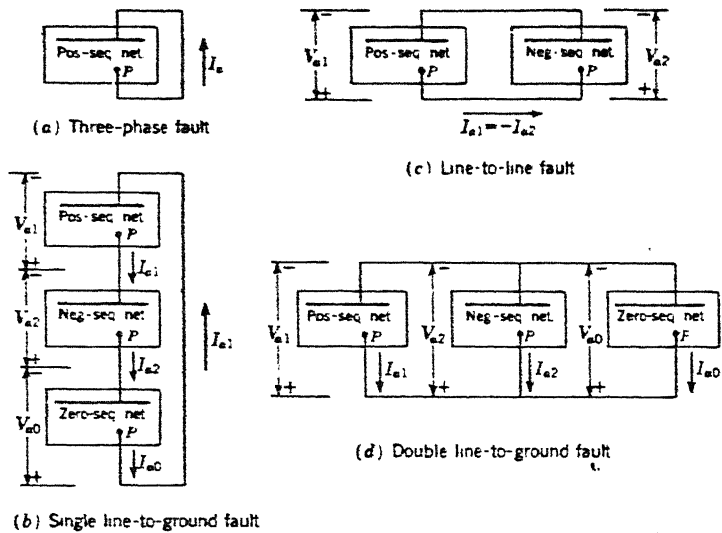 Pos-seq net
P
I_a
(a) Three-phase fault
V_a1
Pos-seq net
P
Neg-seq net
P
V_a2
I_a1=-I_a2
(c) Line-to-line fault
V_a1
Pos-seq net
P
I_a1
V_a2
Neg-seq net
P
I_a2
I_a1
V_a0
Zero-seq net
P
I_a0
(b) Single line-to-ground fault
V_a1
Pos-seq net
P
I_a1
V_a2
Neg-seq net
P
I_a2
V_a0
Zero-seq net
P
I_a0
(d) Double line-to-ground fault